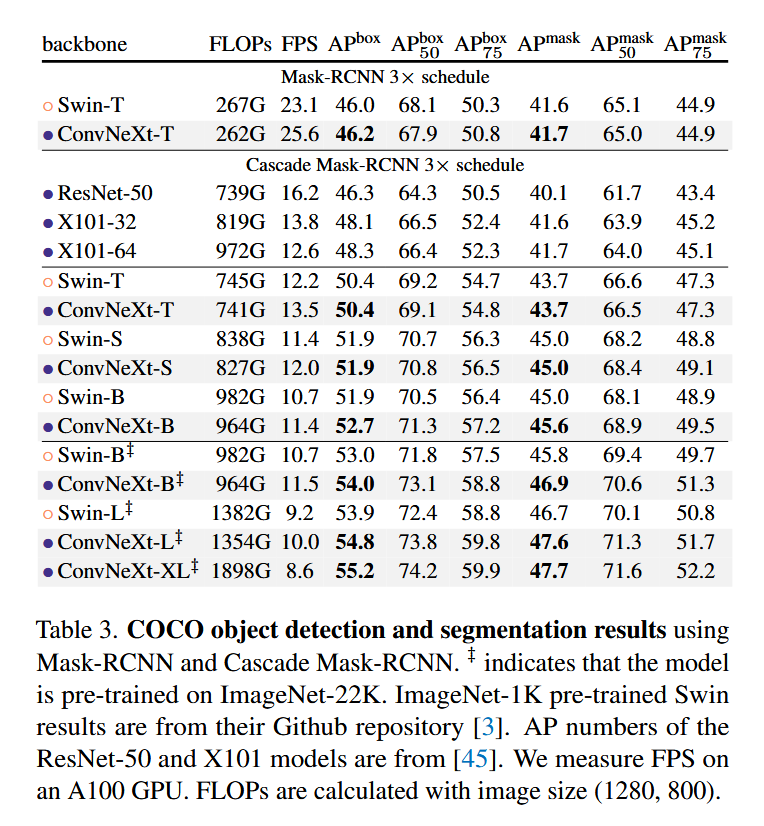 backbone FLOPs FPS APbox APbox50 APbox75 APmask APmask50 APmask75
Mask-RCNN 3× schedule
○ Swin-T 267G 23.1 46.0 68.1 50.3 41.6 65.1 44.9
● ConvNeXt-T 262G 25.6 46.2 67.9 50.8 41.7 65.0 44.9
Cascade Mask-RCNN 3× schedule
● ResNet-50 739G 16.2 46.3 64.3 50.5 40.1 61.7 43.4
● X101-32 819G 13.8 48.1 66.5 52.4 41.6 63.9 45.2
● X101-64 972G 12.6 48.3 66.4 52.3 41.7 64.0 45.1
○ Swin-T 745G 12.2 50.4 69.2 54.7 43.7 66.6 47.3
● ConvNeXt-T 741G 13.5 50.4 69.1 54.8 43.7 66.5 47.3
○ Swin-S 838G 11.4 51.9 70.7 56.3 45.0 68.2 48.8
● ConvNeXt-S 827G 12.0 51.9 70.8 56.5 45.0 68.4 49.1
○ Swin-B 982G 10.7 51.9 70.5 56.4 45.0 68.1 48.9
● ConvNeXt-B 964G 11.4 52.7 71.3 57.2 45.6 68.9 49.5
○ Swin-B‡ 982G 10.7 53.0 71.8 57.5 45.8 69.4 49.7
● ConvNeXt-B‡ 964G 11.5 54.0 73.1 58.8 46.9 70.6 51.3
○ Swin-L‡ 1382G 9.2 53.9 72.4 58.8 46.7 70.1 50.8
● ConvNeXt-L‡ 1354G 10.0 54.8 73.8 59.8 47.6 71.3 51.7
● ConvNeXt-XL‡ 1898G 8.6 55.2 74.2 59.9 47.7 71.6 52.2
Table 3. COCO object detection and segmentation results using
Mask-RCNN and Cascade Mask-RCNN. ‡ indicates that the model
is pre-trained on ImageNet-22K. ImageNet-1K pre-trained Swin
results are from their Github repository [3]. AP numbers of the
ResNet-50 and X101 models are from [45]. We measure FPS on
an A100 GPU. FLOPs are calculated with image size (1280, 800).